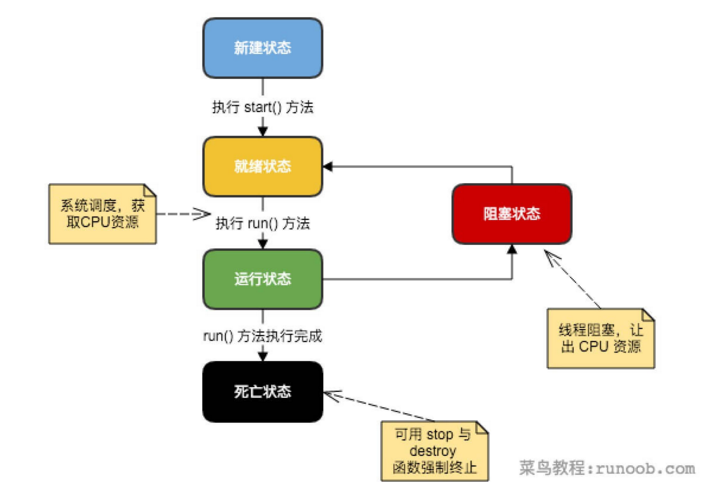 新建状态
执行 start() 方法
就绪状态
系统调度，获
取CPU资源
执行 run() 方法
阻塞状态
运行状态
线程阻塞，让
出 CPU 资源
run() 方法执行完成
死亡状态
可用 stop 与
destroy
函数强制终止
菜鸟教程:runoob.com